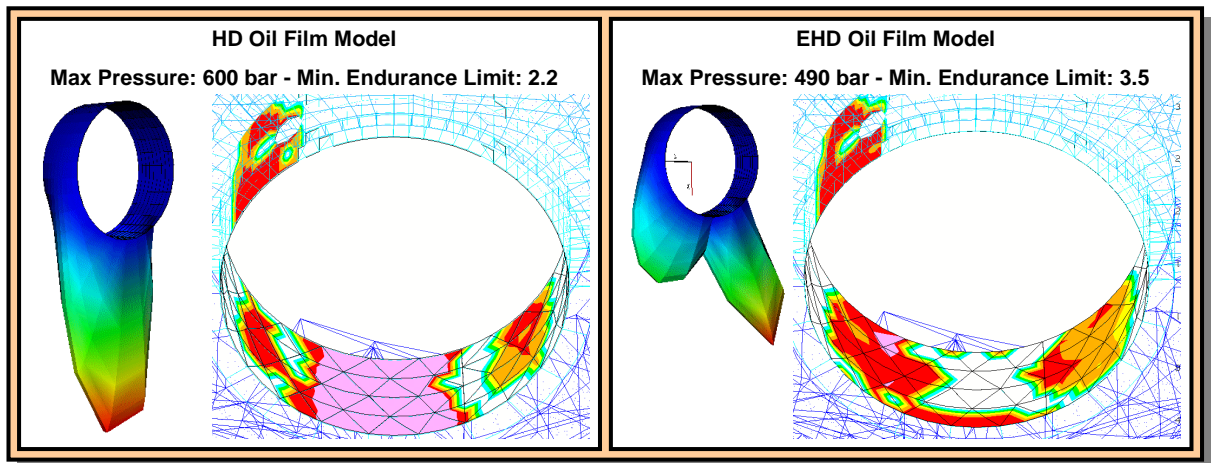 HD Oil Film Model
Max Pressure: 600 bar - Min. Endurance Limit: 2.2
EHD Oil Film Model
Max Pressure: 490 bar - Min. Endurance Limit: 3.5